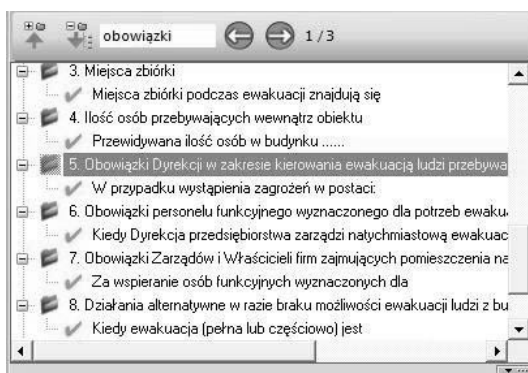 obowiązki 1/3
3. Miejsca zbiórki
Miejsca zbiórki podczas ewakuacji znajdują się
4. Ilość osób przebywających wewnątrz obiektu
Przewidywana ilość osób w budynku ......
5. Obowiązki Dyrekcji w zakresie kierowania ewakuacją ludzi przebywa
W przypadku wystąpienia zagrożeń w postaci:
6. Obowiązki personelu funkcyjnego wyznaczonego dla potrzeb ewaku
Kiedy Dyrekcja przedsiębiorstwa zarządzi natychmiastową ewakuac
7. Obowiązki Zarządów i Właścicieli firm zajmujących pomieszczenia na
Za wspieranie osób funkcyjnych wyznaczonych dla
8. Działania alternatywne w razie braku możliwości ewakuacji ludzi z bu
Kiedy ewakuacja (pełna lub częściowo) jest